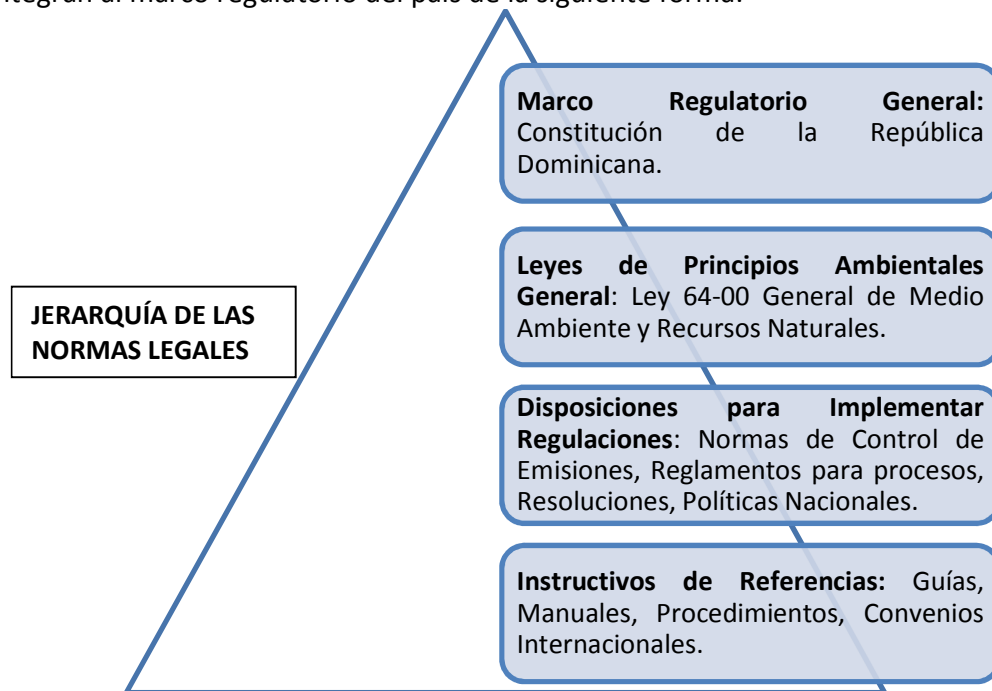 ntegran al marco regulatorio del país de la siguiente forma:
Marco Regulatorio General:
Constitución de la República
Dominicana.
Leyes de Principios Ambientales
General: Ley 64-00 General de Medio
Ambiente y Recursos Naturales.
JERARQUÍA DE LAS
NORMAS LEGALES
Disposiciones para Implementar
Regulaciones: Normas de Control de
Emisiones, Reglamentos para procesos,
Resoluciones, Políticas Nacionales.
Instructivos de Referencias: Guías,
Manuales, Procedimientos, Convenios
Internacionales.